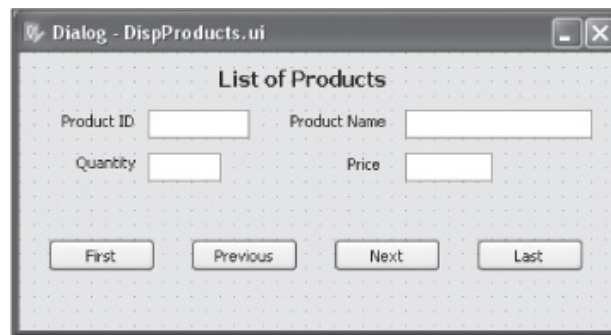 Dialog - DispProducts.ui
List of Products
Product ID
Product Name
Quantity
Price
First
Previous
Next
Last